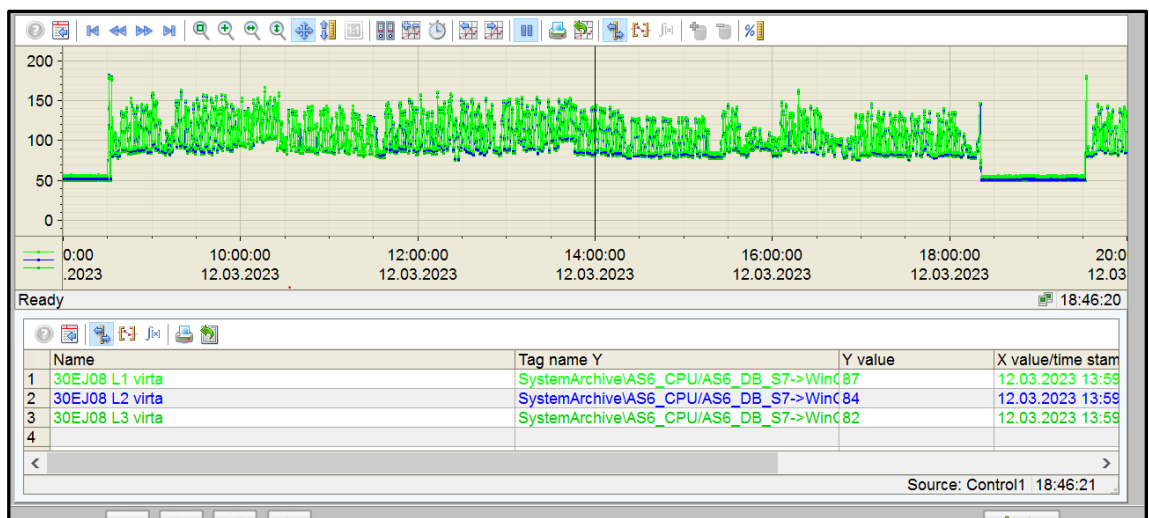 200
150
100
50
0
0:00 10:00:00 12:00:00 14:00:00 16:00:00 18:00:00 20:0
.2023 12.03.2023 12.03.2023 12.03.2023 12.03.2023 12.03.2023 12.03
Ready 18:46:20
Name Tag name Y Y value X value/time stam
1 30EJ08 L1 virta SystemArchive\AS6_CPU/AS6_DB_S7->Win 87 12.03.2023 13:59
2 30EJ08 L2 virta SystemArchive\AS6_CPU/AS6_DB_S7->Win 84 12.03.2023 13:59
3 30EJ08 L3 virta SystemArchive\AS6_CPU/AS6_DB_S7->Win 82 12.03.2023 13:59
4
Source: Control1 18:46:21